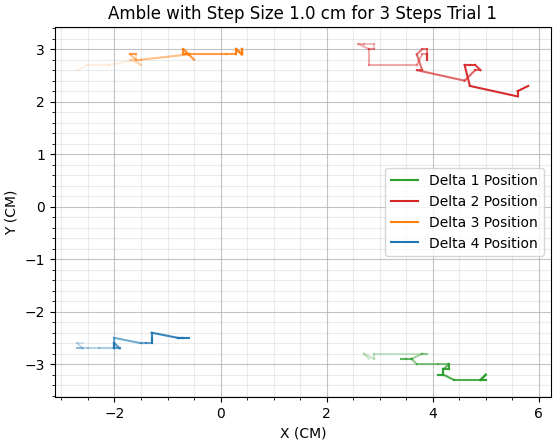 Amble with Step Size 1.0 cm for 3 Steps Trial 1
3
2
1
0
−1
−2
−3
Y (CM)
Delta 1 Position
Delta 2 Position
Delta 3 Position
Delta 4 Position
−2
0
2
4
6
X (CM)